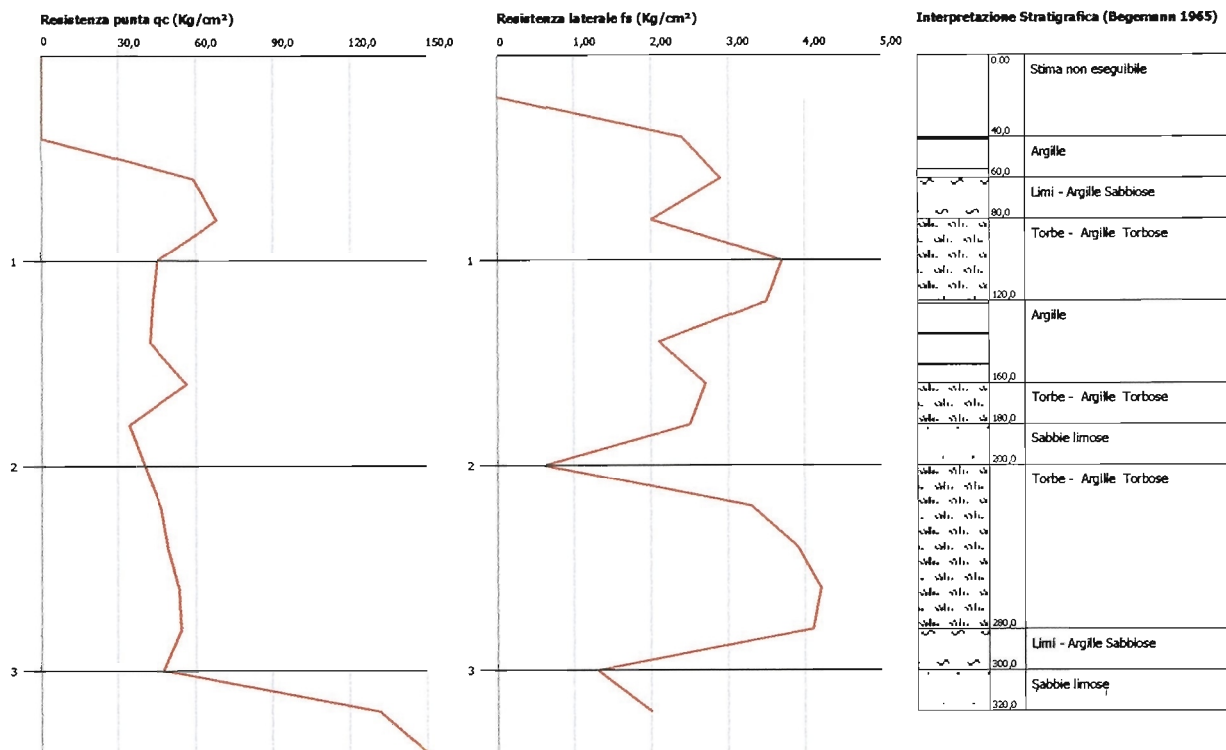 Resistenza punta qc (Kg/cm²)
0 30,0 60,0 90,0 120,0 150,0
1
2
3
Resistenza laterale fs (Kg/cm²)
0 1,00 2,00 3,00 4,00 5,00
1
2
3
Interpretazione Stratigrafica (Begemann 1965)
0.00
Stima non eseguibile
40,0
Argille
60,0
Limi - Argille Sabbiose
80,0
Torbe - Argille Torbose
120,0
Argille
160,0
Torbe - Argille Torbose
180,0
Sabbie limose
200,0
Torbe - Argille Torbose
280,0
Limi - Argille Sabbiose
300,0
Sabbie limose
320,0